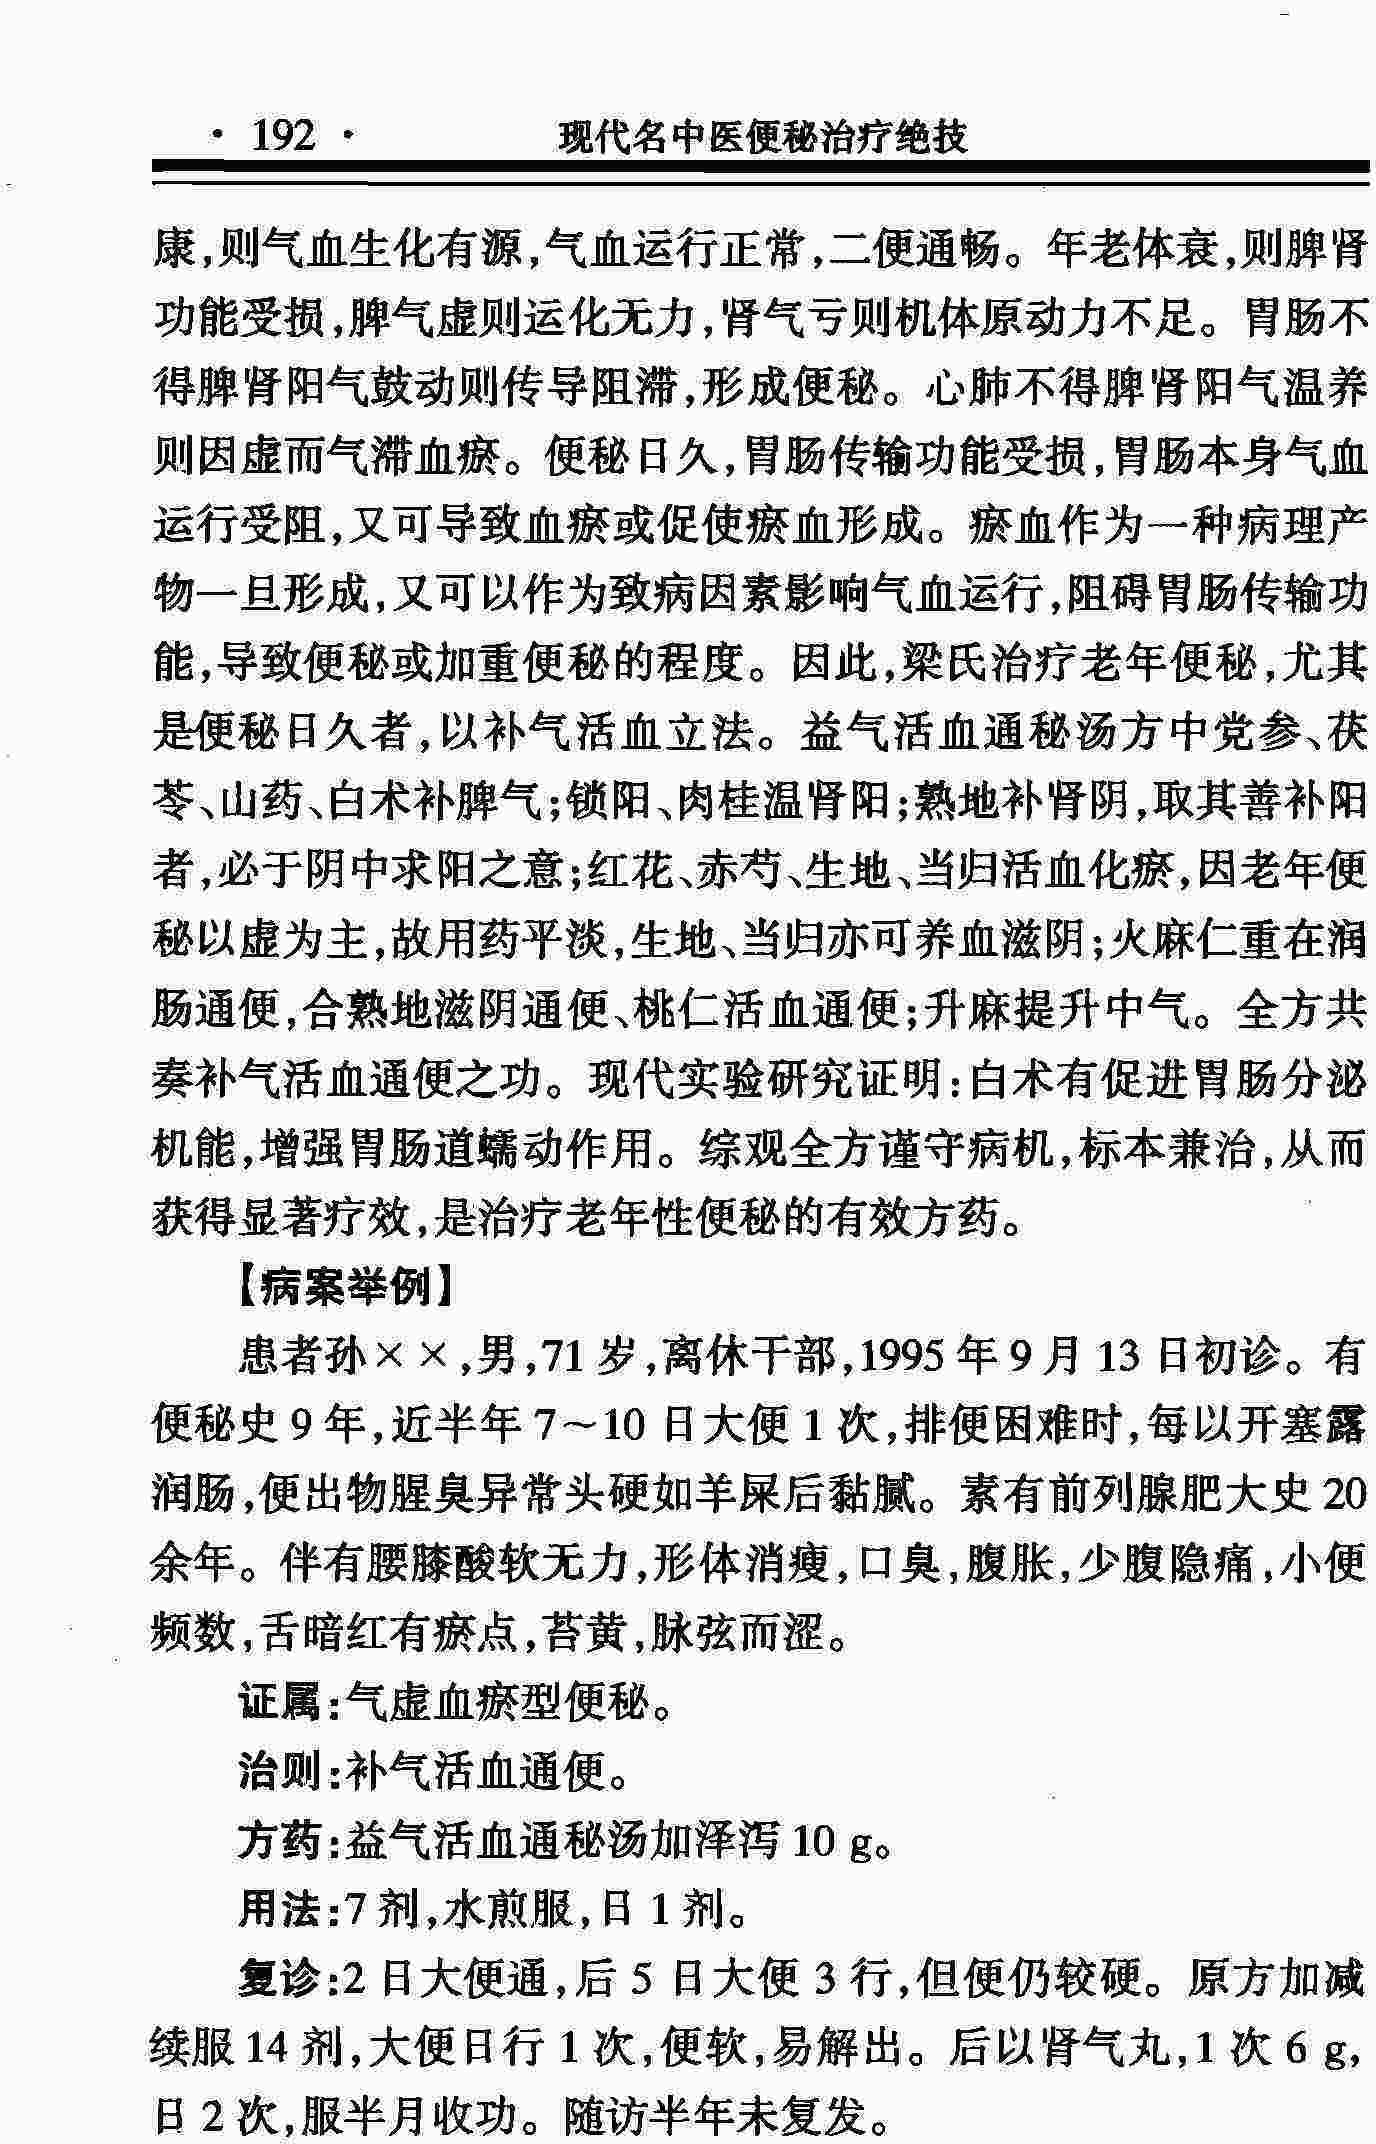 · 192 · 现代名中医便秘治疗绝技
康,则气血生化有源,气血运行正常,二便通畅。年老体衰,则脾肾
功能受损,脾气虚则运化无力,肾气亏则机体原动力不足。胃肠不
得脾肾阳气鼓动则传导阻滞,形成便秘。心肺不得脾肾阳气温养
则因虚而气滞血瘀。便秘日久,胃肠传输功能受损,胃肠本身气血
运行受阻,又可导致血瘀或促使瘀血形成。瘀血作为一种病理产
物一旦形成,又可以作为致病因素影响气血运行,阻碍胃肠传输功
能,导致便秘或加重便秘的程度。因此,梁氏治疗老年便秘,尤其
是便秘日久者,以补气活血立法。益气活血通秘汤方中党参、茯
苓、山药、白术补脾气;锁阳、肉桂温肾阳;熟地补肾阴,取其善补阳
者,必于阴中求阳之意;红花、赤芍、生地、当归活血化瘀,因老年便
秘以虚为主,故用药平淡,生地、当归亦可养血滋阴;火麻仁重在润
肠通便,合熟地滋阴通便、桃仁活血通便;升麻提升中气。全方共
奏补气活血通便之功。现代实验研究证明:白术有促进胃肠分泌
机能,增强胃肠道蠕动作用。综观全方谨守病机,标本兼治,从而
获得显著疗效,是治疗老年性便秘的有效方药。
【病案举例】
患者孙××,男,71 岁,离休干部,1995 年 9 月 13 日初诊。有
便秘史 9 年,近半年 7～10 日大便 1 次,排便困难时,每以开塞露
润肠,便出物腥臭异常头硬如羊屎后黏腻。素有前列腺肥大史 20
余年。伴有腰膝酸软无力,形体消瘦,口臭,腹胀,少腹隐痛,小便
频数,舌暗红有瘀点,苔黄,脉弦而涩。
证属:气虚血瘀型便秘。
治则:补气活血通便。
方药:益气活血通秘汤加泽泻 10 g。
用法:7 剂,水煎服,日 1 剂。
复诊:2 日大便通,后 5 日大便 3 行,但便仍较硬。原方加减
续服 14 剂,大便日行 1 次,便软,易解出。后以肾气丸,1 次 6 g,
日 2 次,服半月收功。随访半年未复发。